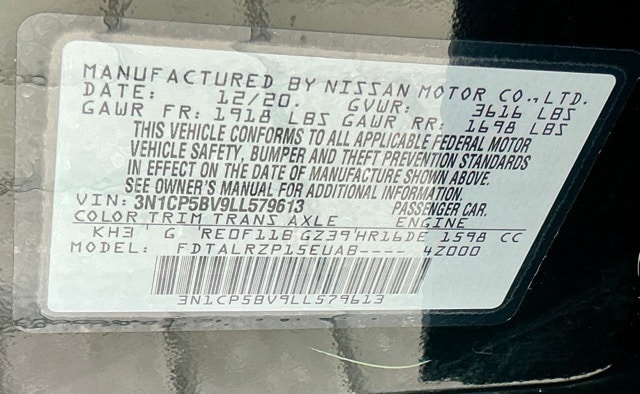 MANUFACTURED BY NISSAN MOTOR CO.,LTD.
DATE: 12/20. GVWR: 3616 LBS
GAWR FR: 1918 LBS GAWR RR: 1698 LBS
THIS VEHICLE CONFORMS TO ALL APPLICABLE FEDERAL MOTOR
VEHICLE SAFETY, BUMPER AND THEFT PREVENTION STANDARDS
IN EFFECT ON THE DATE OF MANUFACTURE SHOWN ABOVE.
SEE OWNER'S MANUAL FOR ADDITIONAL INFORMATION.
VIN: 3N1CP5BV9LL579613 PASSENGER CAR.
COLOR TRIM TRANS AXLE ENGINE
KH3 G RE0F11B GZ39 HR16DE 1598 CC
MODEL: FDTALRZP15EUAB---- 4Z000
3N1CP5BV9LL579613